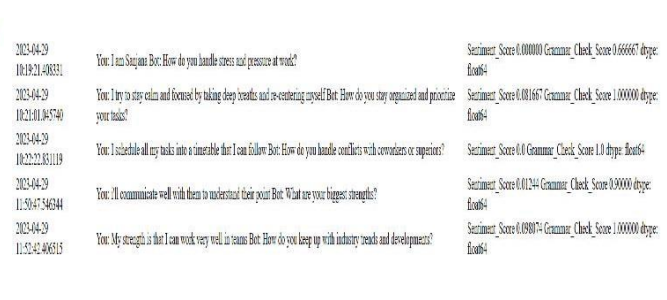 2023-04-29
10:19:21.408331
You: I am Sanjana Bot: How do you handle stress and pressure at work?
Sentiment_Score 0.000000 Grammar_Check_Score 0.666667 dtype:
float64
2023-04-29
10:21:01.045740
You: I try to stay calm and focused by taking deep breaths and re-centering myself Bot: How do you stay organized and prioritize
your tasks?
Sentiment_Score 0.081667 Grammar_Check_Score 1.000000 dtype:
float64
2023-04-29
10:22:22.831119
You: I schedule all my tasks into a timetable that I can follow Bot: How do you handle conflicts with coworkers or superiors?
Sentiment_Score 0.0 Grammar_Check_Score 1.0 dtype: float64
2023-04-29
11:50:47.546344
You: I'll communicate well with them to understand their point Bot: What are your biggest strengths?
Sentiment_Score 0.01244 Grammar_Check_Score 0.90000 dtype:
float64
2023-04-29
11:52:42.406515
You: My strength is that I can work very well in teams Bot: How do you keep up with industry trends and developments?
Sentiment_Score 0.098074 Grammar_Check_Score 1.000000 dtype:
float64